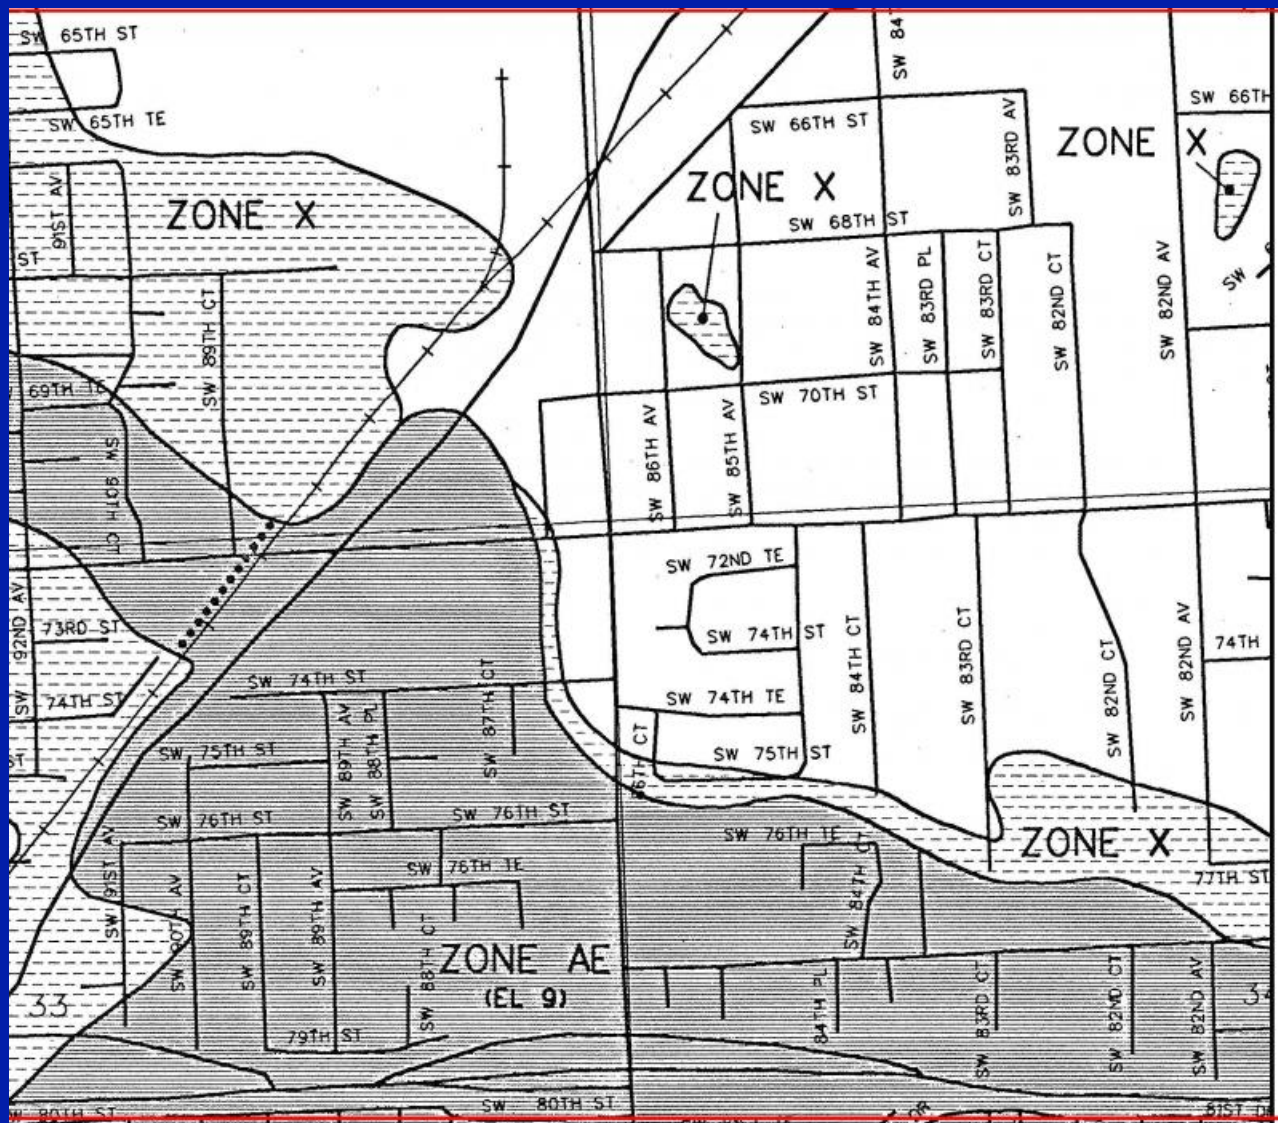 SW 65TH ST
SW 84
SW 66TH
SW 65TH TE
SW 66TH ST
SW 83RD AV
ZONE X
ZONE X
91ST AV
ZONE X
SW 68TH ST
ST
SW
SW 84TH AV
SW 83RD PL
SW 83RD CT
SW 82ND CT
SW 82ND AV
SW 89TH CT
69TH TE
SW 70TH ST
SW 90TH CT
SW 86TH AV
SW 85TH AV
SW 72ND TE
SW 92ND AV
73RD ST
SW 74TH ST
74TH
SW 84TH CT
SW 83RD CT
SW 82ND CT
SW 82ND AV
SW 74TH ST
SW 87TH CT
74TH ST
SW 74TH TE
SW 89TH AV
SW 88TH PL
SW 75TH ST
86TH CT
SW 75TH ST
ST
SW 76TH ST
SW 76TH ST
SW 76TH TE
ZONE X
SW 76TH TE
77TH ST
SW 91ST AV
SW 90TH AV
SW 89TH CT
SW 89TH AV
SW 88TH CT
SW 84TH CT
ZONE AE
(EL 9)
33
84TH PL
SW 83RD CT
SW 82ND CT
SW 82ND AV
79TH ST
80TH ST
SW 80TH ST
DR
81ST